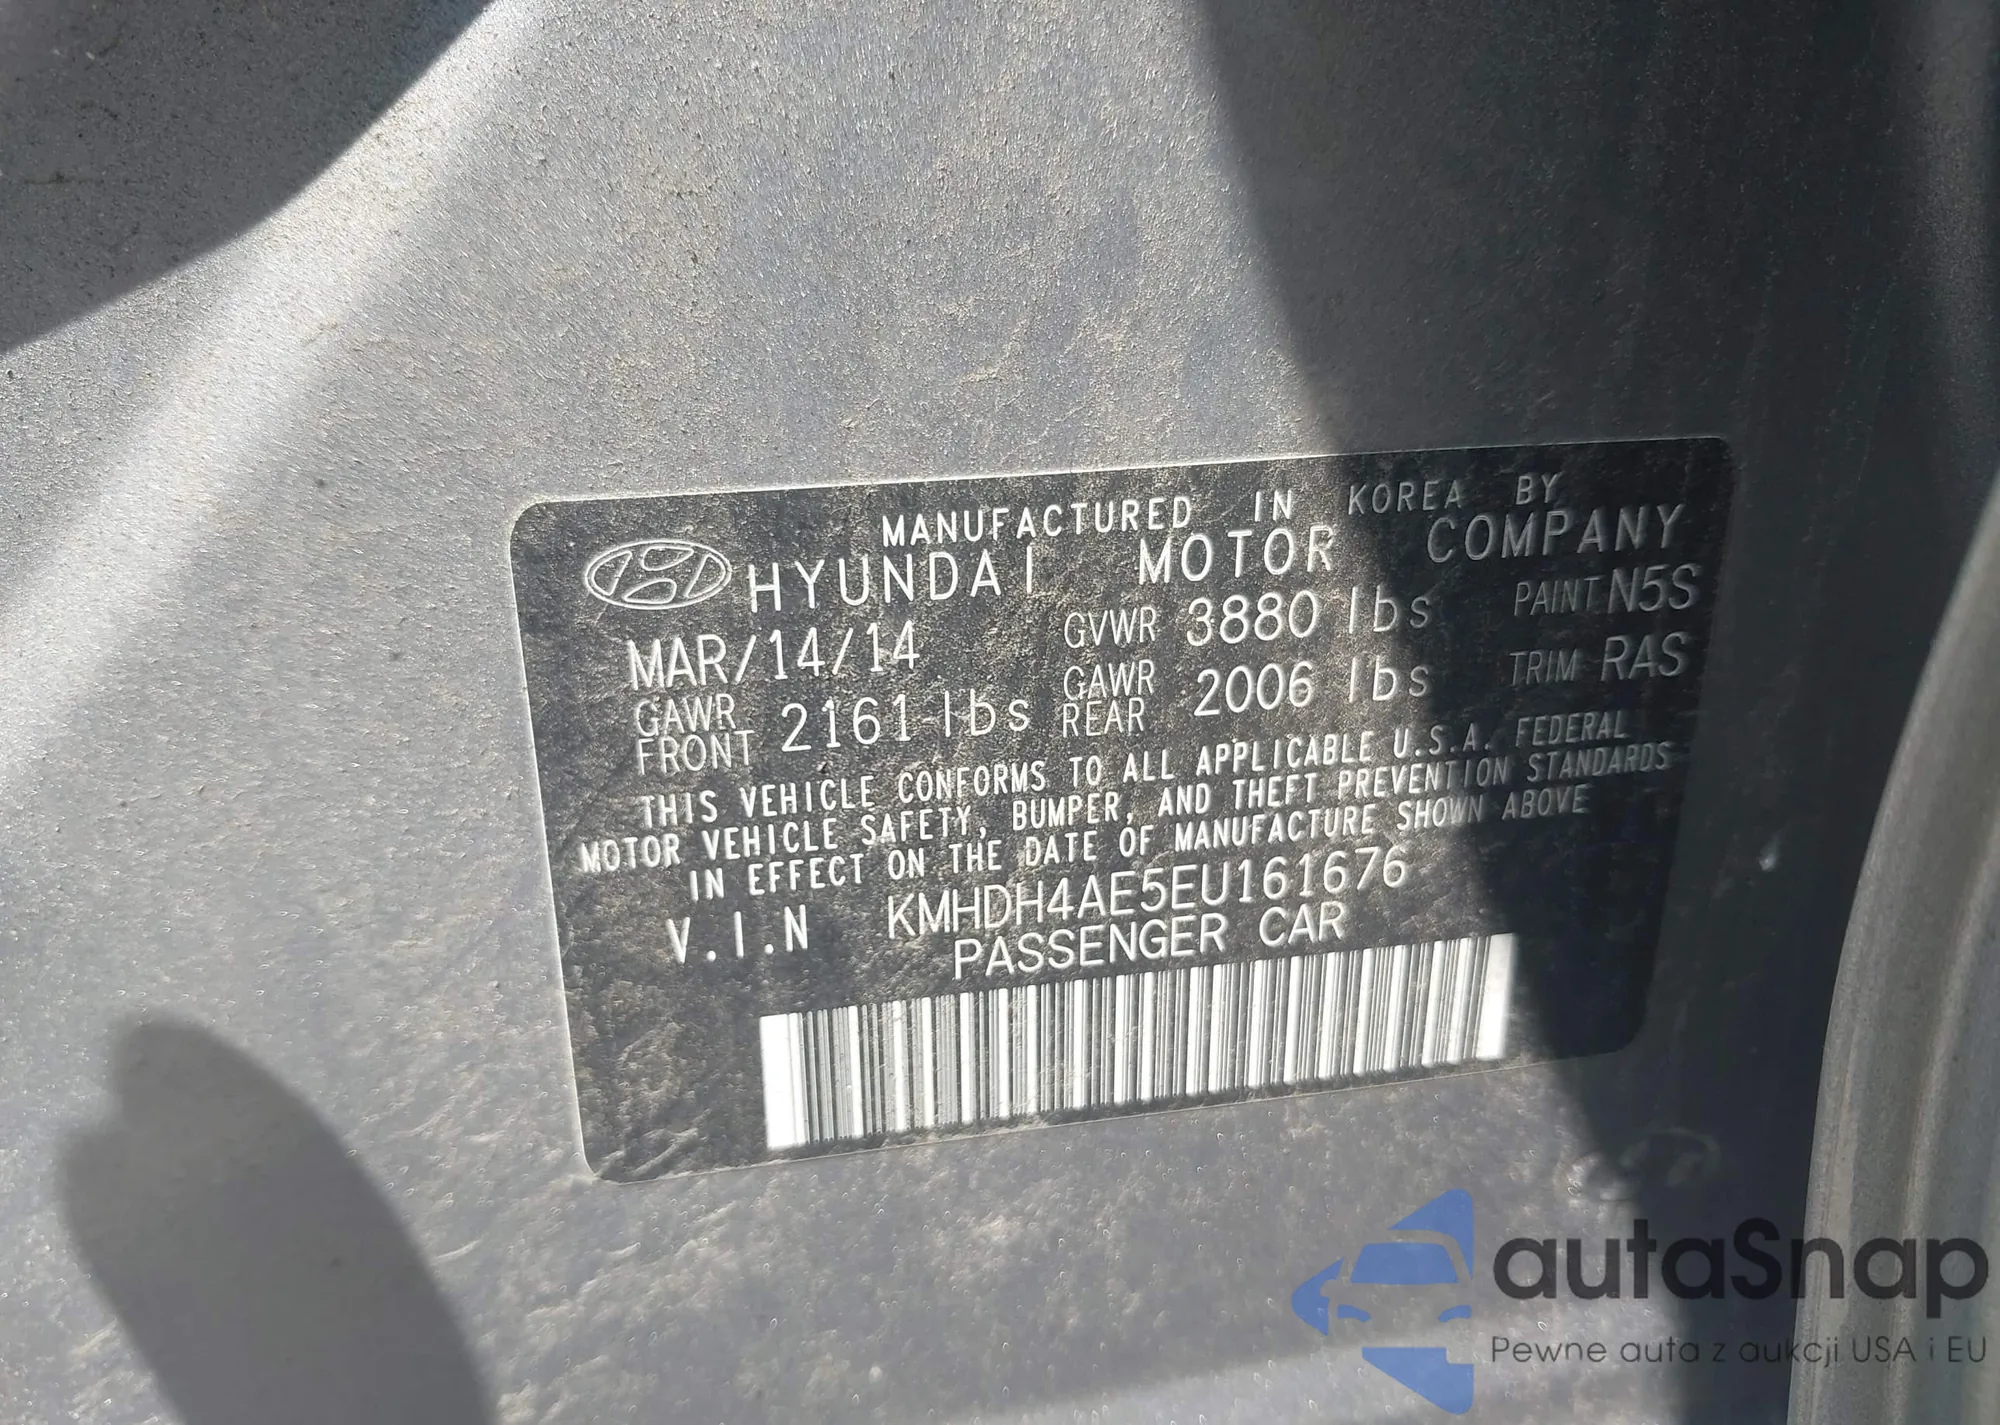 MANUFACTURED IN KOREA BY
HYUNDAI MOTOR COMPANY
MAR/14/14 GVWR 3880 lbs PAINT N5S
GAWR FRONT 2161 lbs GAWR REAR 2006 lbs TRIM RAS
THIS VEHICLE CONFORMS TO ALL APPLICABLE U.S.A. FEDERAL
MOTOR VEHICLE SAFETY, BUMPER, AND THEFT PREVENTION STANDARDS
IN EFFECT ON THE DATE OF MANUFACTURE SHOWN ABOVE
V.I.N KMHDH4AE5EU161676
PASSENGER CAR
autaSnap
Pewne auta z aukcji USA i EU